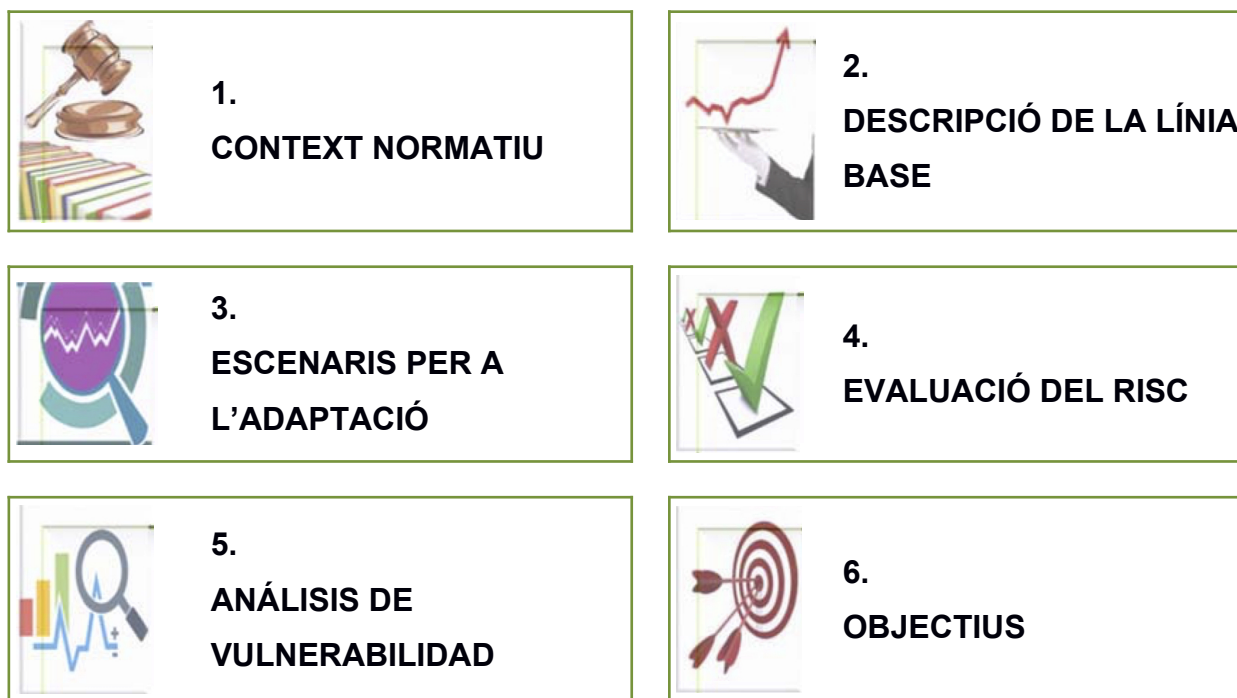 1.
CONTEXT NORMATIU
2.
DESCRIPCIÓ DE LA LÍNIA
BASE
3.
ESCENARIS PER A
L’ADAPTACIÓ
4.
EVALUACIÓ DEL RISC
5.
ANÁLISIS DE
VULNERABILIDAD
6.
OBJECTIUS